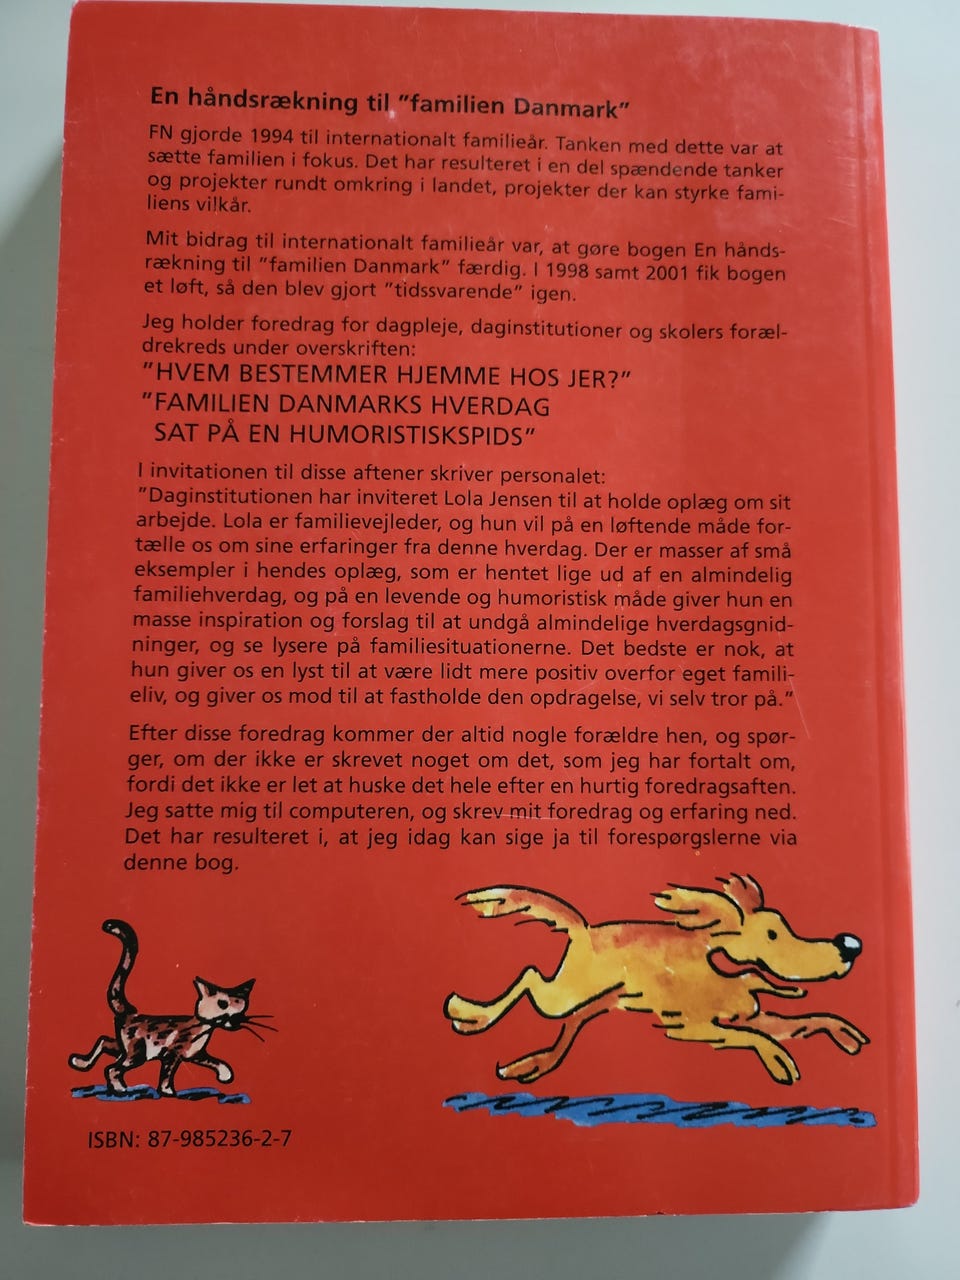 En håndsrækning til ”familien Danmark”
FN gjorde 1994 til internationalt familieår. Tanken med dette var at
sætte familien i fokus. Det har resulteret i en del spændende tanker
og projekter rundt omkring i landet, projekter der kan styrke fami-
liens vilkår.
Mit bidrag til internationalt familieår var, at gøre bogen En hånds-
rækning til ”familien Danmark” færdig. I 1998 samt 2001 fik bogen
et løft, så den blev gjort ”tidssvarende” igen.
Jeg holder foredrag for dagpleje, daginstitutioner og skolers foræl-
drekreds under overskriften:
”HVEM BESTEMMER HJEMME HOS JER?”
”FAMILIEN DANMARKS HVERDAG
SAT PÅ EN HUMORISTISKSPIDS”
I invitationen til disse aftener skriver personalet:
”Daginstitutionen har inviteret Lola Jensen til at holde oplæg om sit
arbejde. Lola er familievejleder, og hun vil på en løftende måde for-
tælle os om sine erfaringer fra denne hverdag. Der er masser af små
eksempler i hendes oplæg, som er hentet lige ud af en almindelig
familiehverdag, og på en levende og humoristisk måde giver hun en
masse inspiration og forslag til at undgå almindelige hverdagsgnid-
ninger, og se lysere på familiesituationerne. Det bedste er nok, at
hun giver os en lyst til at være lidt mere positiv overfor eget famili-
eliv, og giver os mod til at fastholde den opdragelse, vi selv tror på.”
Efter disse foredrag kommer der altid nogle forældre hen, og spør-
ger, om der ikke er skrevet noget om det, som jeg har fortalt om,
fordi det ikke er let at huske det hele efter en hurtig foredragsaften.
Jeg satte mig til computeren, og skrev mit foredrag og erfaring ned.
Det har resulteret i, at jeg idag kan sige ja til forespørgslerne via
denne bog.
ISBN: 87-985236-2-7